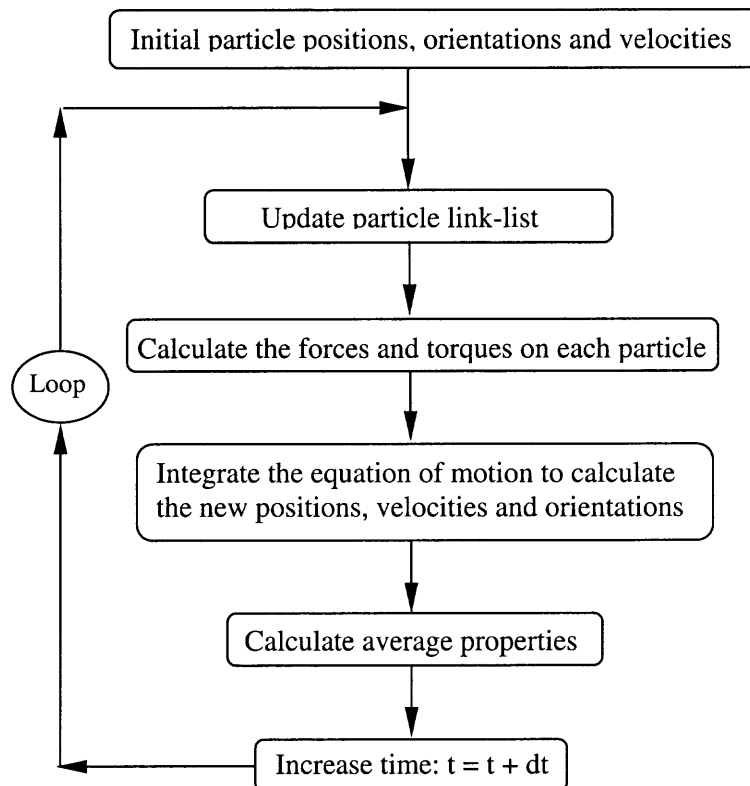 Initial particle positions, orientations and velocities
Update particle link-list
Calculate the forces and torques on each particle
Loop
Integrate the equation of motion to calculate
the new positions, velocities and orientations
Calculate average properties
Increase time: t = t + dt